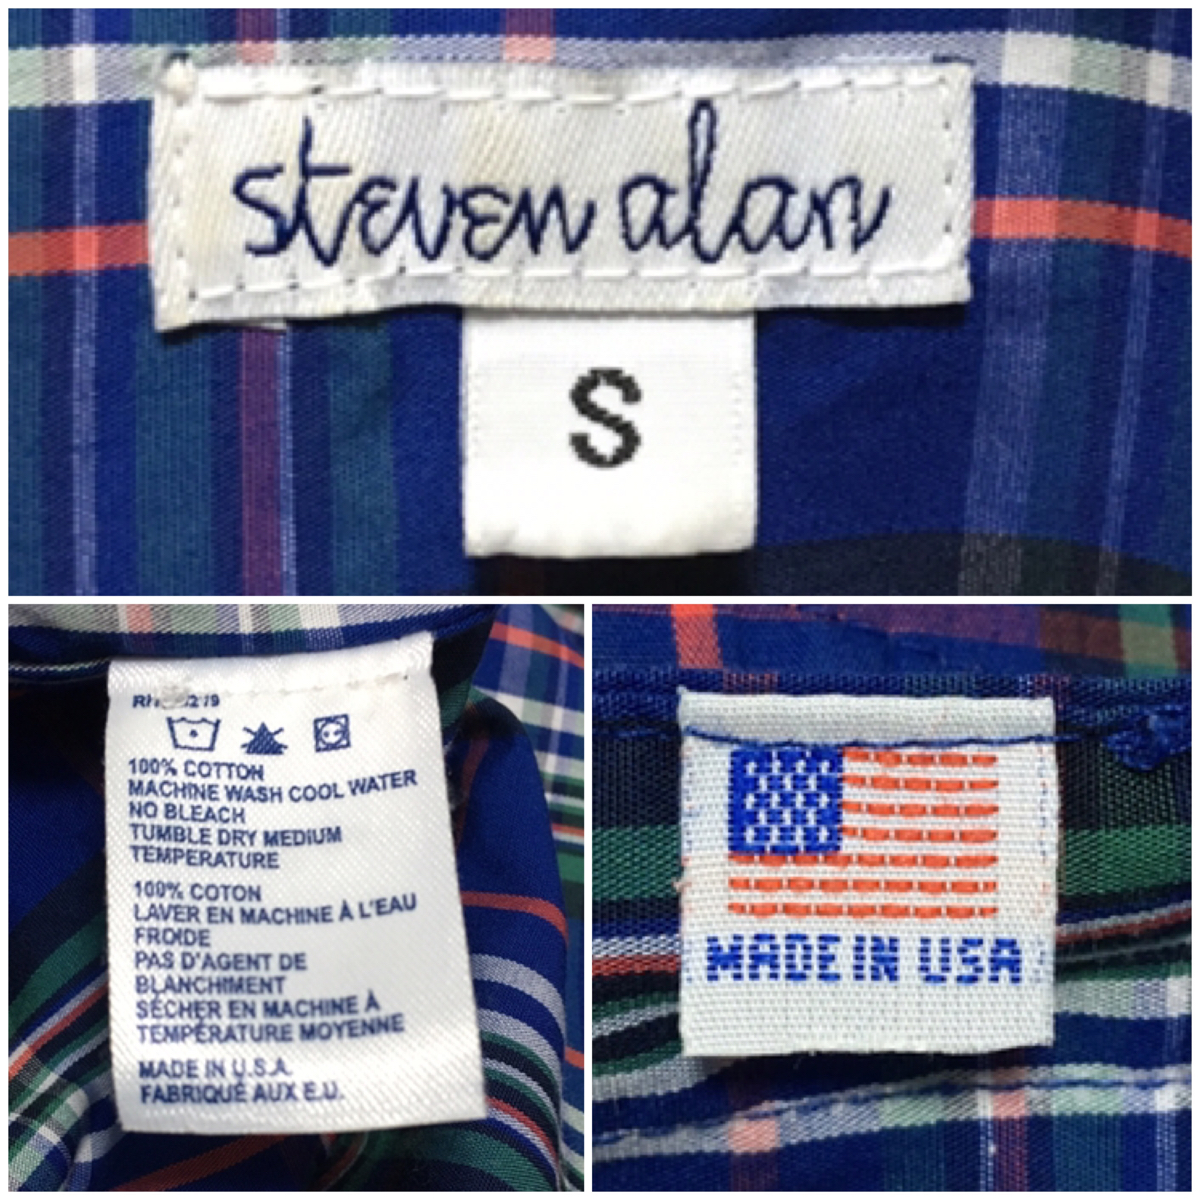 steven alan
S
100% COTTON
MACHINE WASH COOL WATER
NO BLEACH
TUMBLE DRY MEDIUM
TEMPERATURE
100% COTON
LAVER EN MACHINE À L'EAU
FROIDE
PAS D'AGENT DE
BLANCHIMENT
SÉCHER EN MACHINE À
TEMPÉRATURE MOYENNE
MADE IN U.S.A.
FABRIQUÉ AUX E.U.
MADE IN USA